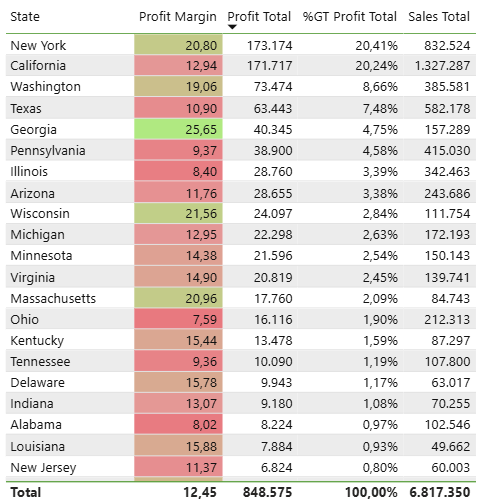 State Profit Margin Profit Total %GT Profit Total Sales Total
New York 20,80 173.174 20,41% 832.524
California 12,94 171.717 20,24% 1.327.287
Washington 19,06 73.474 8,66% 385.581
Texas 10,90 63.443 7,48% 582.178
Georgia 25,65 40.345 4,75% 157.289
Pennsylvania 9,37 38.900 4,58% 415.030
Illinois 8,40 28.760 3,39% 342.463
Arizona 11,76 28.655 3,38% 243.686
Wisconsin 21,56 24.097 2,84% 111.754
Michigan 12,95 22.298 2,63% 172.193
Minnesota 14,38 21.596 2,54% 150.143
Virginia 14,90 20.819 2,45% 139.741
Massachusetts 20,96 17.760 2,09% 84.743
Ohio 7,59 16.116 1,90% 212.313
Kentucky 15,44 13.478 1,59% 87.297
Tennessee 9,36 10.090 1,19% 107.800
Delaware 15,78 9.943 1,17% 63.017
Indiana 13,07 9.180 1,08% 70.255
Alabama 8,02 8.224 0,97% 102.546
Louisiana 15,88 7.884 0,93% 49.662
New Jersey 11,37 6.824 0,80% 60.003
Total 12,45 848.575 100,00% 6.817.350